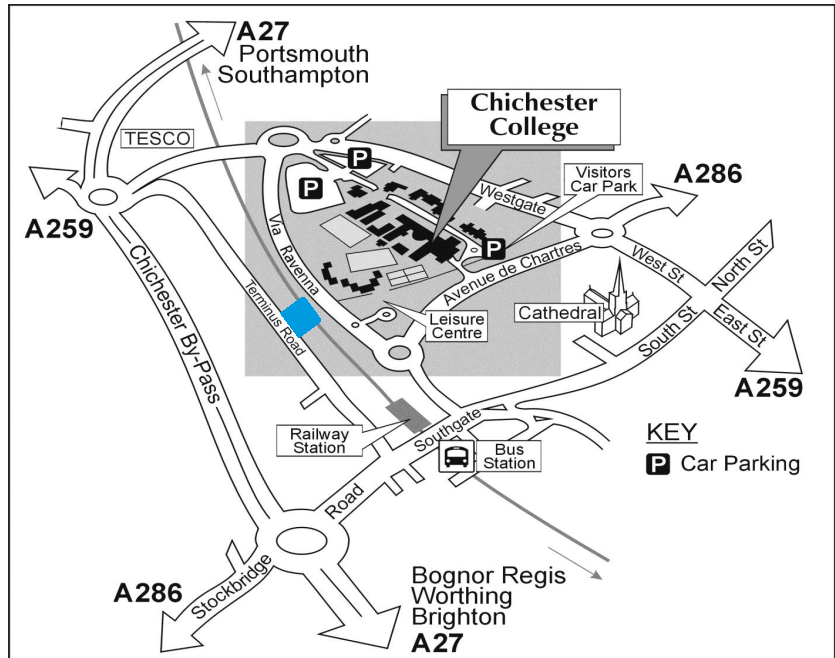 A27
Portsmouth
Southampton
Chichester
College
TESCO
P
P
Visitors
Car Park
A286
Westgate
A259
Via Ravenna
P
Avenue de Chartres
West St
North St
Chichester By-Pass
Terminus Road
Leisure
Centre
Cathedral
South St
East St
A259
Railway
Station
Southgate
Bus
Station
KEY
P Car Parking
Road
Stockbridge
A286
Bognor Regis
Worthing
Brighton
A27